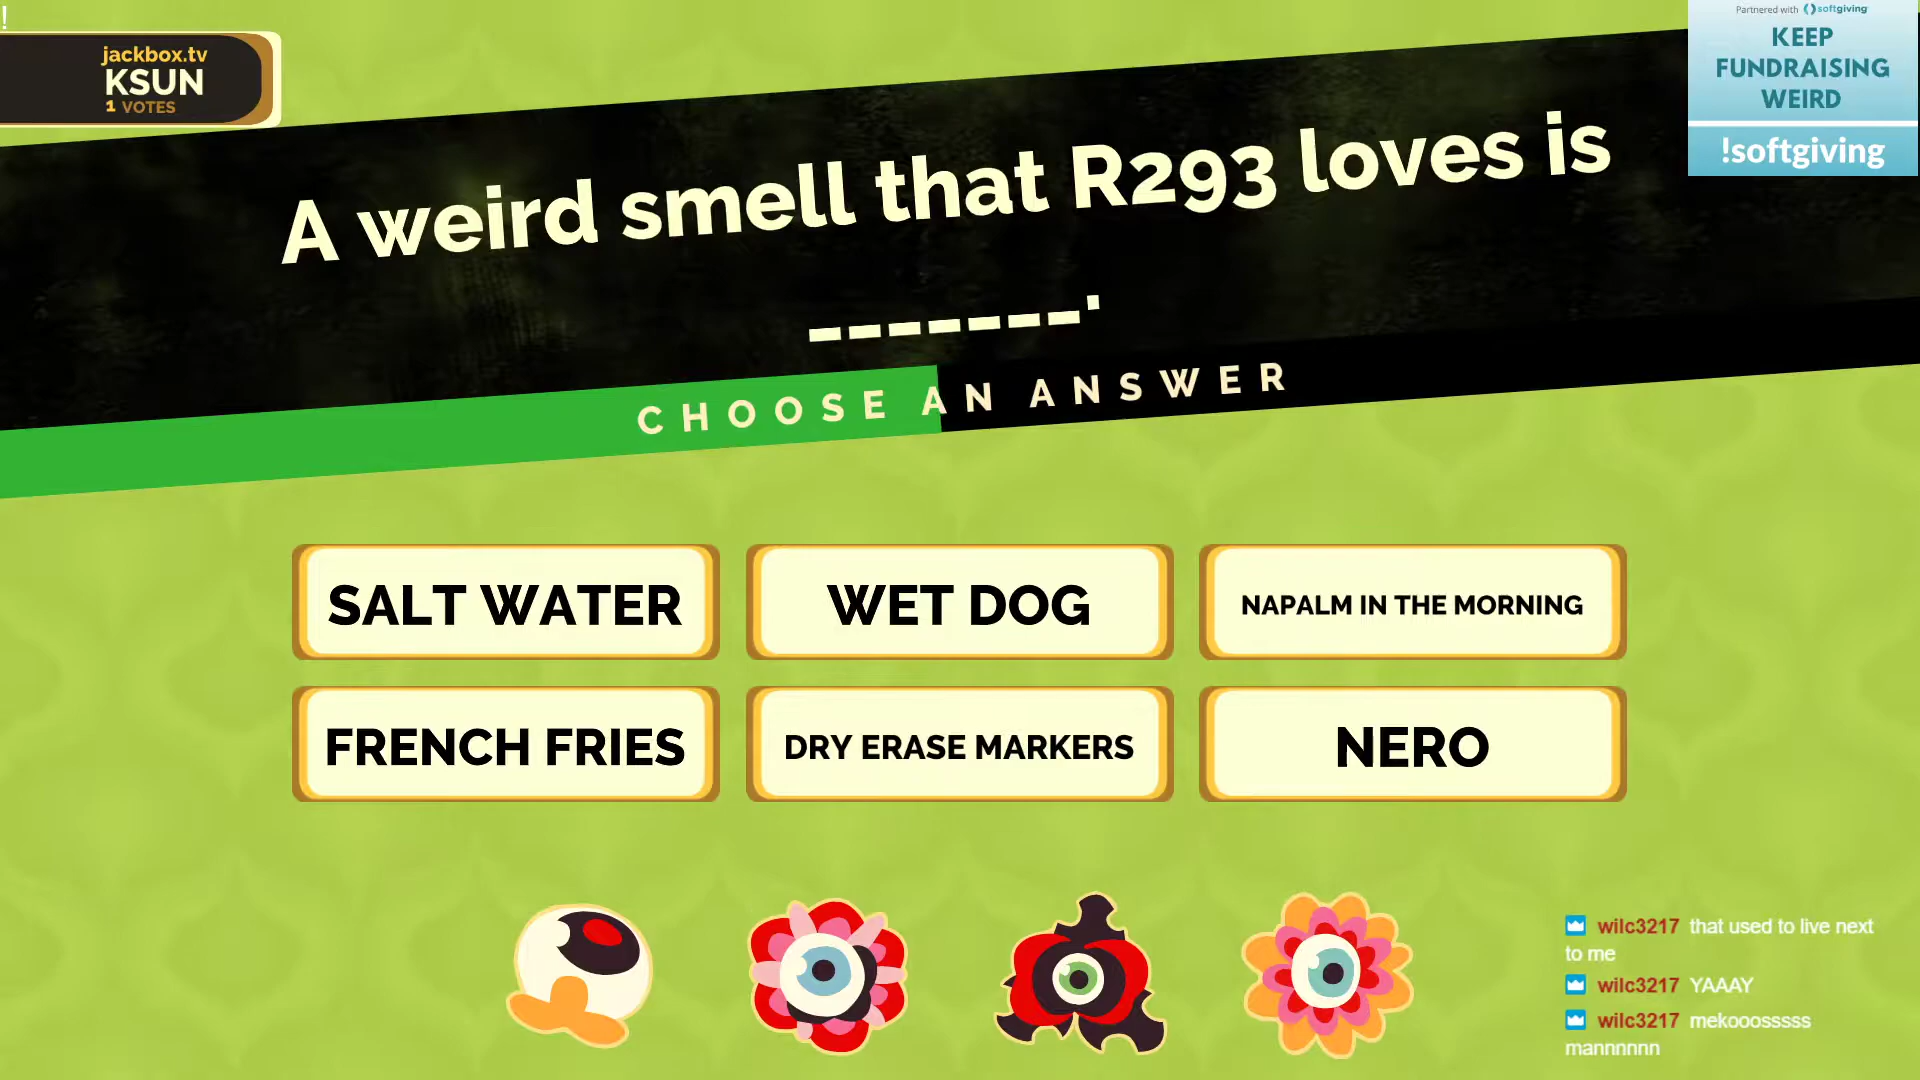 !
jackbox.tv
KSUN
1 VOTES
Partnered with softgiving
KEEP
FUNDRAISING
WEIRD
!softgiving
A weird smell that R293 loves is
_______.
CHOOSE AN ANSWER
SALT WATER
WET DOG
NAPALM IN THE MORNING
FRENCH FRIES
DRY ERASE MARKERS
NERO
wilc3217 that used to live next
to me
wilc3217 YAAAY
wilc3217 mekooosssss
mannnnnn